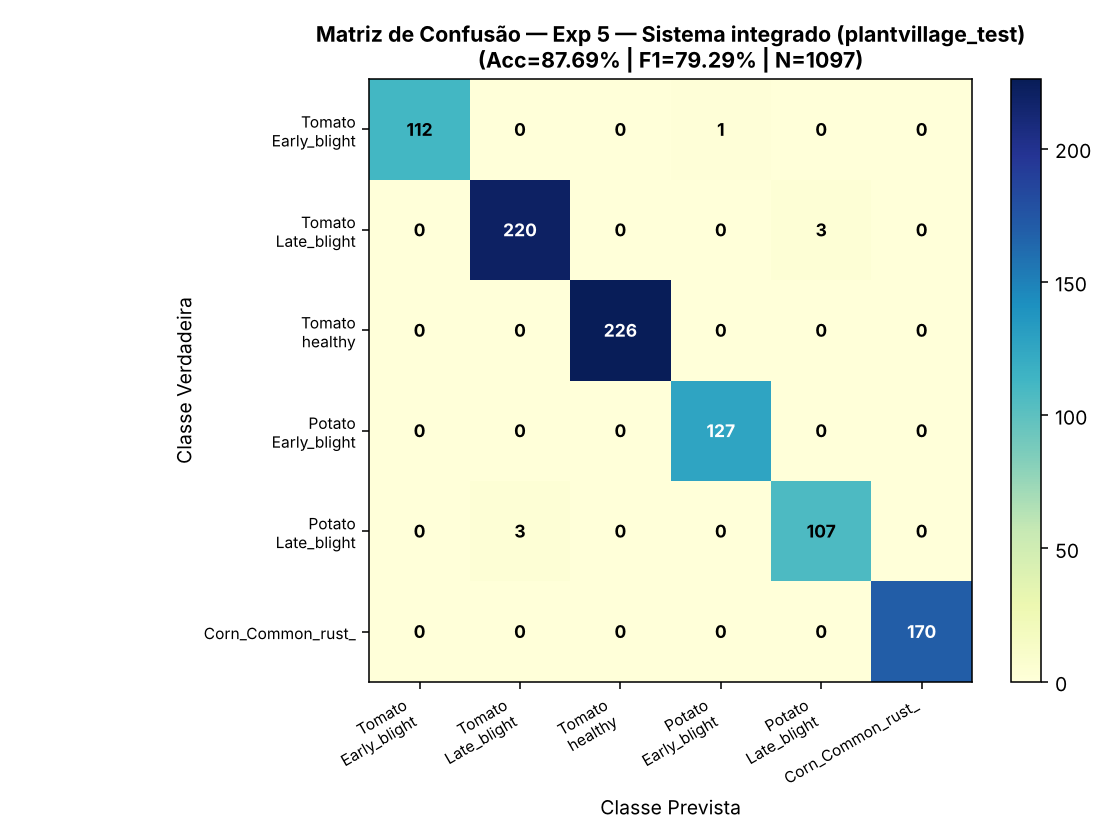 Matriz de Confusão — Exp 5 — Sistema integrado (plantvillage_test)
(Acc=87.69% | F1=79.29% | N=1097)
Tomato
Early_blight
112 0 0 1 0 0
Tomato
Late_blight
0 220 0 0 3 0
Tomato
healthy
0 0 226 0 0 0
Potato
Early_blight
0 0 0 127 0 0
Potato
Late_blight
0 3 0 0 107 0
Corn_Common_rust_
0 0 0 0 0 170
Classe Verdadeira
Tomato
Early_blight
Tomato
Late_blight
Tomato
healthy
Potato
Early_blight
Potato
Late_blight
Corn_Common_rust_
Classe Prevista
200
150
100
50
0